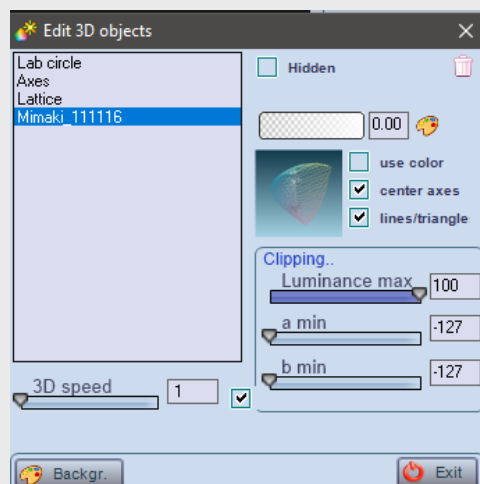 Edit 3D objects
Lab circle
Axes
Lattice
Mimaki_111116
Hidden
0.00
use color
center axes
lines/triangle
Clipping..
Luminance max
100
a min
-127
b min
-127
3D speed
1
Backgr.
Exit